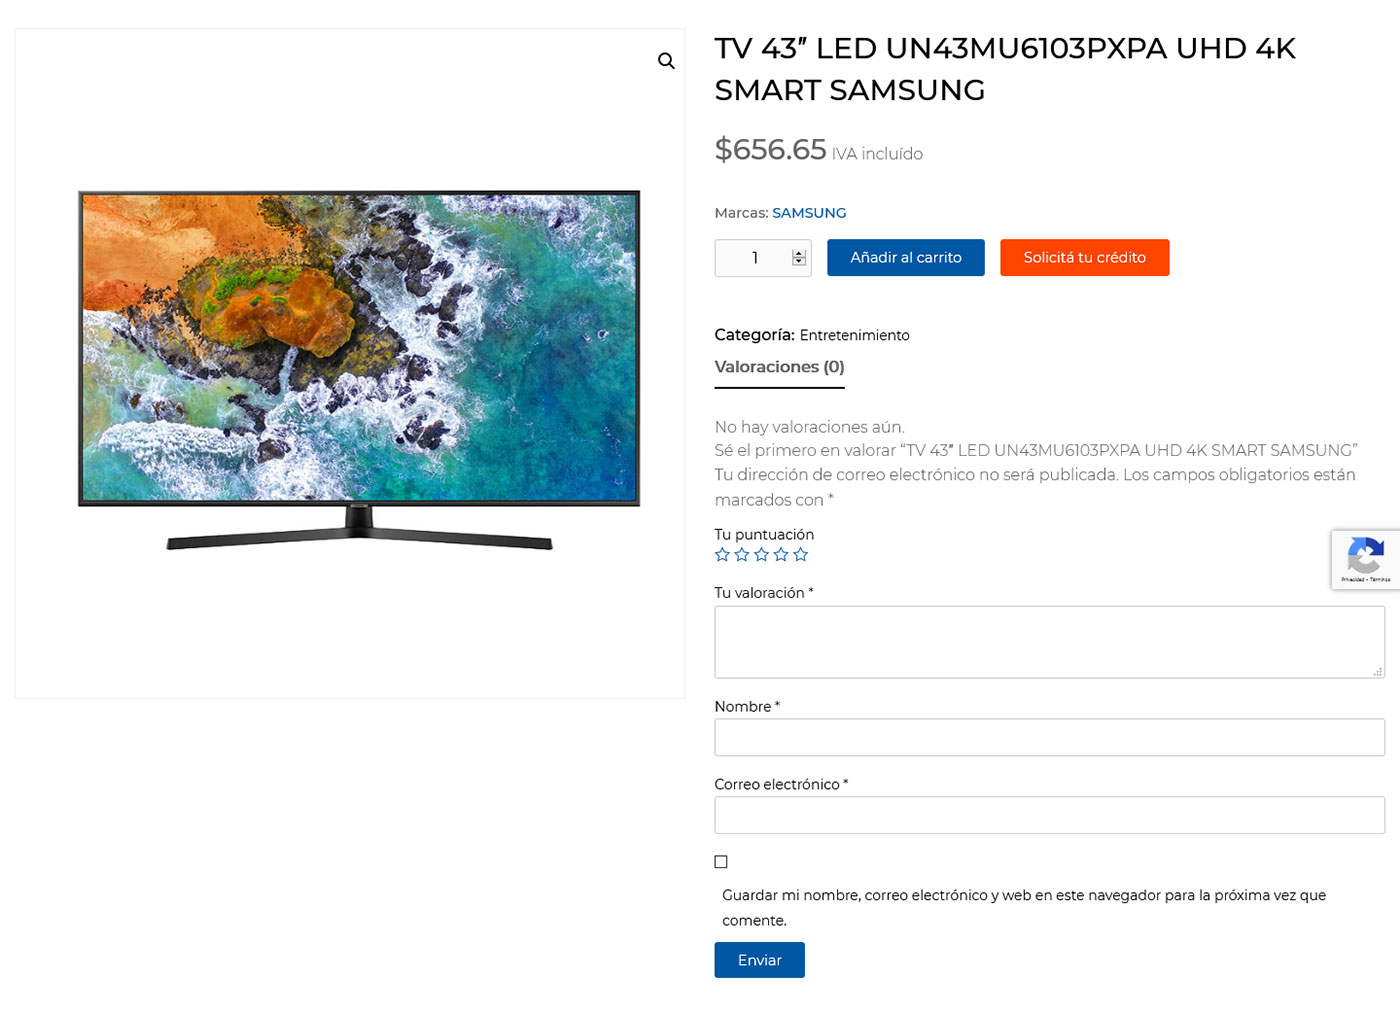 TV 43″ LED UN43MU6103PXPA UHD 4K
SMART SAMSUNG
$656.65 IVA incluído
Marcas: SAMSUNG
1
Añadir al carrito
Solicitá tu crédito
Categoría: Entretenimiento
Valoraciones (0)
No hay valoraciones aún.
Sé el primero en valorar “TV 43″ LED UN43MU6103PXPA UHD 4K SMART SAMSUNG”
Tu dirección de correo electrónico no será publicada. Los campos obligatorios están
marcados con *
Tu puntuación
Tu valoración *
Privacidad - Términos
Nombre *
Correo electrónico *
Guardar mi nombre, correo electrónico y web en este navegador para la próxima vez que
comente.
Enviar